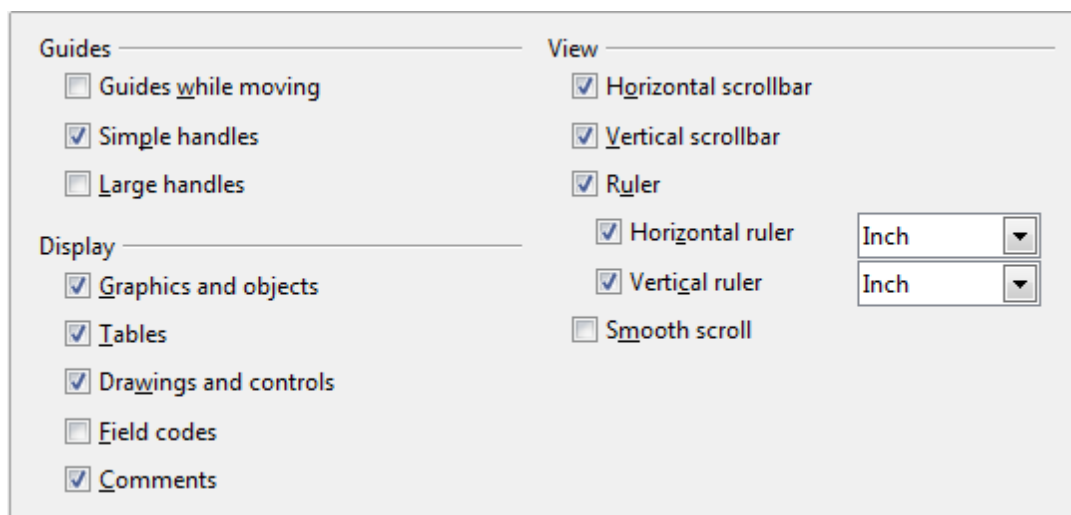 Guides
Guides while moving
Simple handles
Large handles
Display
Graphics and objects
Tables
Drawings and controls
Field codes
Comments
View
Horizontal scrollbar
Vertical scrollbar
Ruler
Horizontal ruler Inch
Vertical ruler Inch
Smooth scroll